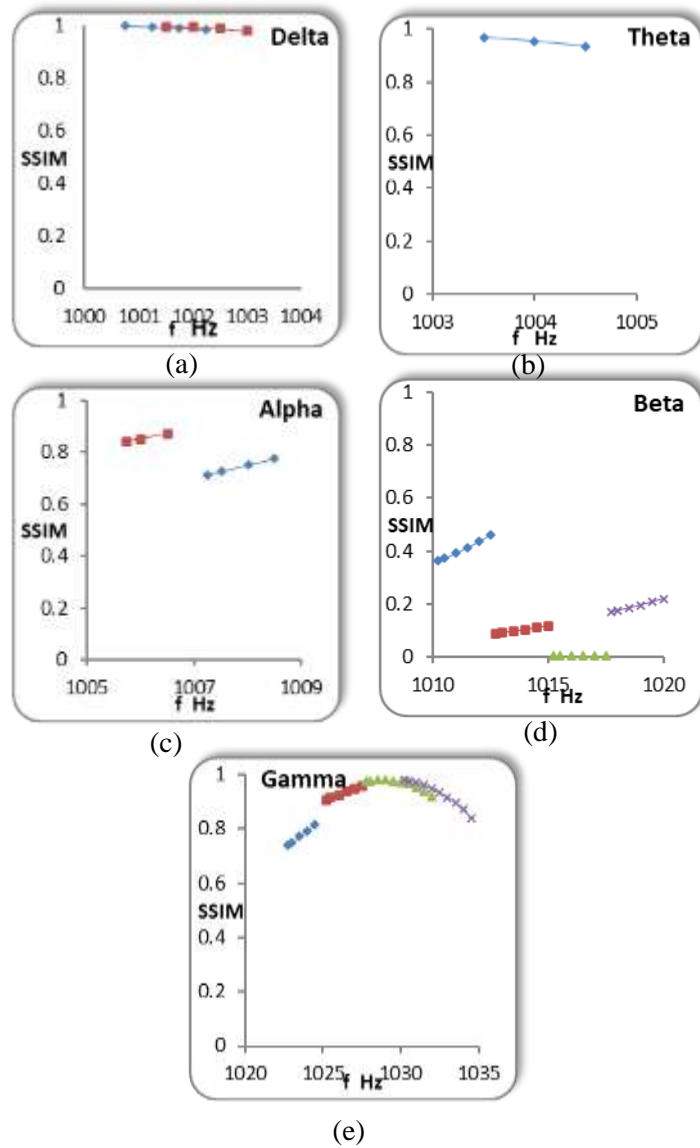 Delta
1
0.8
0.6
SSIM
0.4
0.2
0
1000 1001 1002 1003 1004
f Hz
(a)
Theta
1
0.8
0.6
SSIM
0.4
0.2
0
1003 1004 1005
f Hz
(b)
Alpha
1
0.8
0.6
SSIM
0.4
0.2
0
1005 1007 1009
f Hz
(c)
Beta
1
0.8
0.6
SSIM
0.4
0.2
0
1010 1015 1020
f Hz
(d)
Gamma
1
0.8
0.6
SSIM
0.4
0.2
0
1020 1025 1030 1035
f Hz
(e)